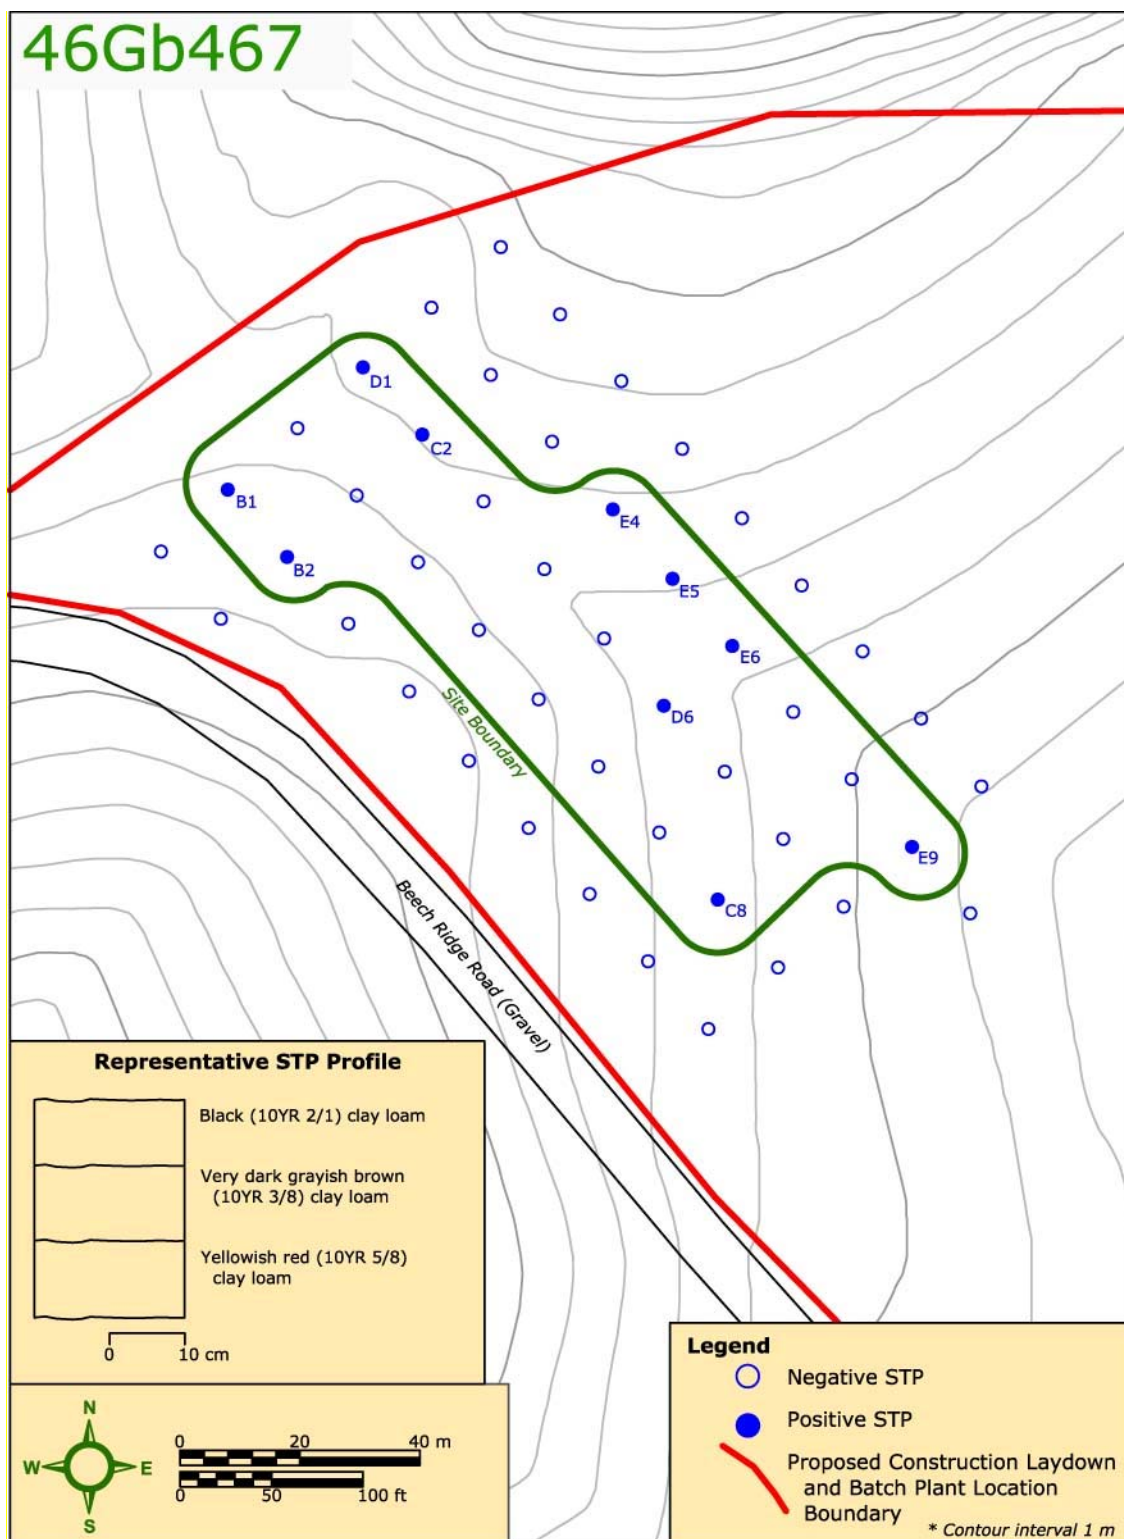 46Gb467
D1
C2
B1
E4
B2
E5
E6
D6
Site Boundary
E9
C8
Beech Ridge Road (Gravel)
Representative STP Profile
Black (10YR 2/1) clay loam
Very dark grayish brown
(10YR 3/8) clay loam
Yellowish red (10YR 5/8)
clay loam
0 10 cm
N
W E
S
0 20 40 m
0 50 100 ft
Legend
Negative STP
Positive STP
Proposed Construction Laydown
and Batch Plant Location
Boundary
* Contour interval 1 m